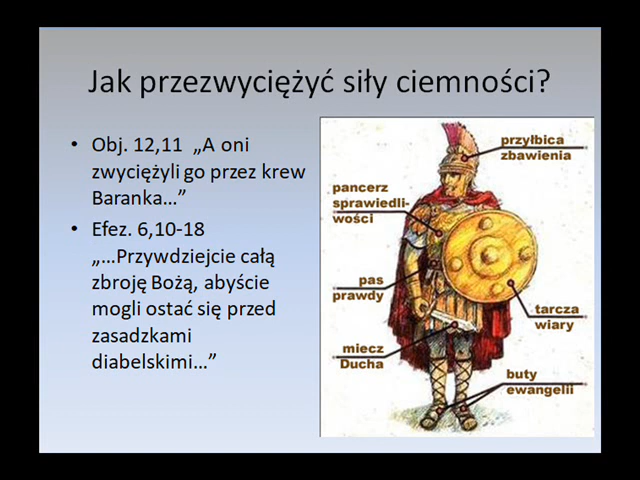 Jak przezwyciężyć siły ciemności?
• Obj. 12,11 „A oni
zwyciężyli go przez krew
Baranka…”
• Efez. 6,10-18
„…Przywdziejcie całą
zbroję Bożą, abyście
mogli ostać się przed
zasadzkami
diabelskimi…”
przyłbica
zbawienia
pancerz
sprawiedli-
wości
pas
prawdy
tarcza
wiary
miecz
Ducha
buty
ewangelii